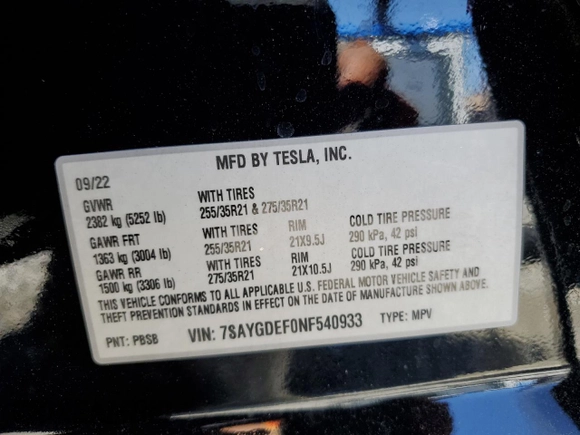 MFD BY TESLA, INC.
09/22
GVWR WITH TIRES
2382 kg (5252 lb) 255/35R21 & 275/35R21
GAWR FRT WITH TIRES RIM COLD TIRE PRESSURE
1363 kg (3004 lb) 255/35R21 21X9.5J 290 kPa, 42 psi
GAWR RR WITH TIRES RIM COLD TIRE PRESSURE
1500 kg (3306 lb) 275/35R21 21X10.5J 290 kPa, 42 psi
THIS VEHICLE CONFORMS TO ALL APPLICABLE U.S. FEDERAL MOTOR VEHICLE SAFETY AND
THEFT PREVENTION STANDARDS IN EFFECT ON THE DATE OF MANUFACTURE SHOWN ABOVE.
PNT: PBSB VIN: 7SAYGDEF0NF540933 TYPE: MPV